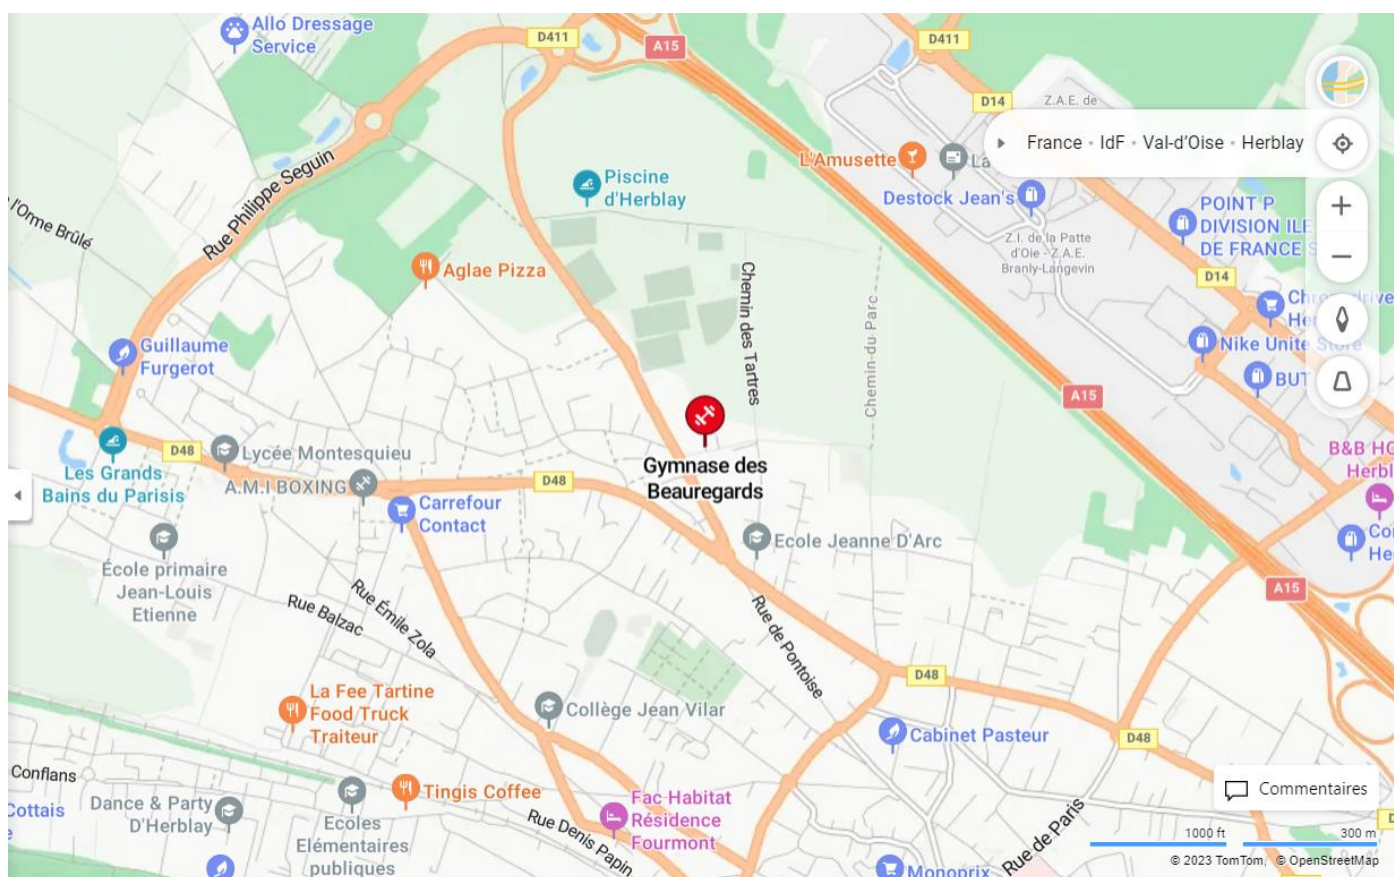 Allo Dressage
Service
D411
A15
D411
D14
Z.A.E. de
France • IdF • Val-d'Oise • Herblay
L'Amusette
La
Piscine
d'Herblay
Destock Jean's
POINT P
DIVISION ILE
DE FRANCE S
Rue Philippe Seguin
l'Orme Brûlé
Z.I. de la Patte
d'Oie - Z.A.E.
Branly-Langevin
Aglae Pizza
D14
Chemin des Tartres
Chemin du Parc
Guillaume
Furgerot
Nike Unite Store
BUT
A15
D48
Lycée Montesquieu
Les Grands
Bains du Parisis
A.M.I BOXING
Gymnase des
Beauregards
B&B HO
Herbl
D48
Carrefour
Contact
Ecole Jeanne D'Arc
Co
He
École primaire
Jean-Louis
Etienne
Rue Balzac
Rue Émile Zola
Rue de Pontoise
A15
D48
La Fee Tartine
Food Truck
Traiteur
Collège Jean Vilar
Cabinet Pasteur
D48
Conflans
Cottais
e
Dance & Party
D'Herblay
Tingis Coffee
Ecoles
Elémentaires
publiques
Rue Denis Papin
Fac-Habitat
Résidence
Fourmont
Monoprix
Rue de Paris
Commentaires
1000 ft
300 m
© 2023 TomTom, © OpenStreetMap